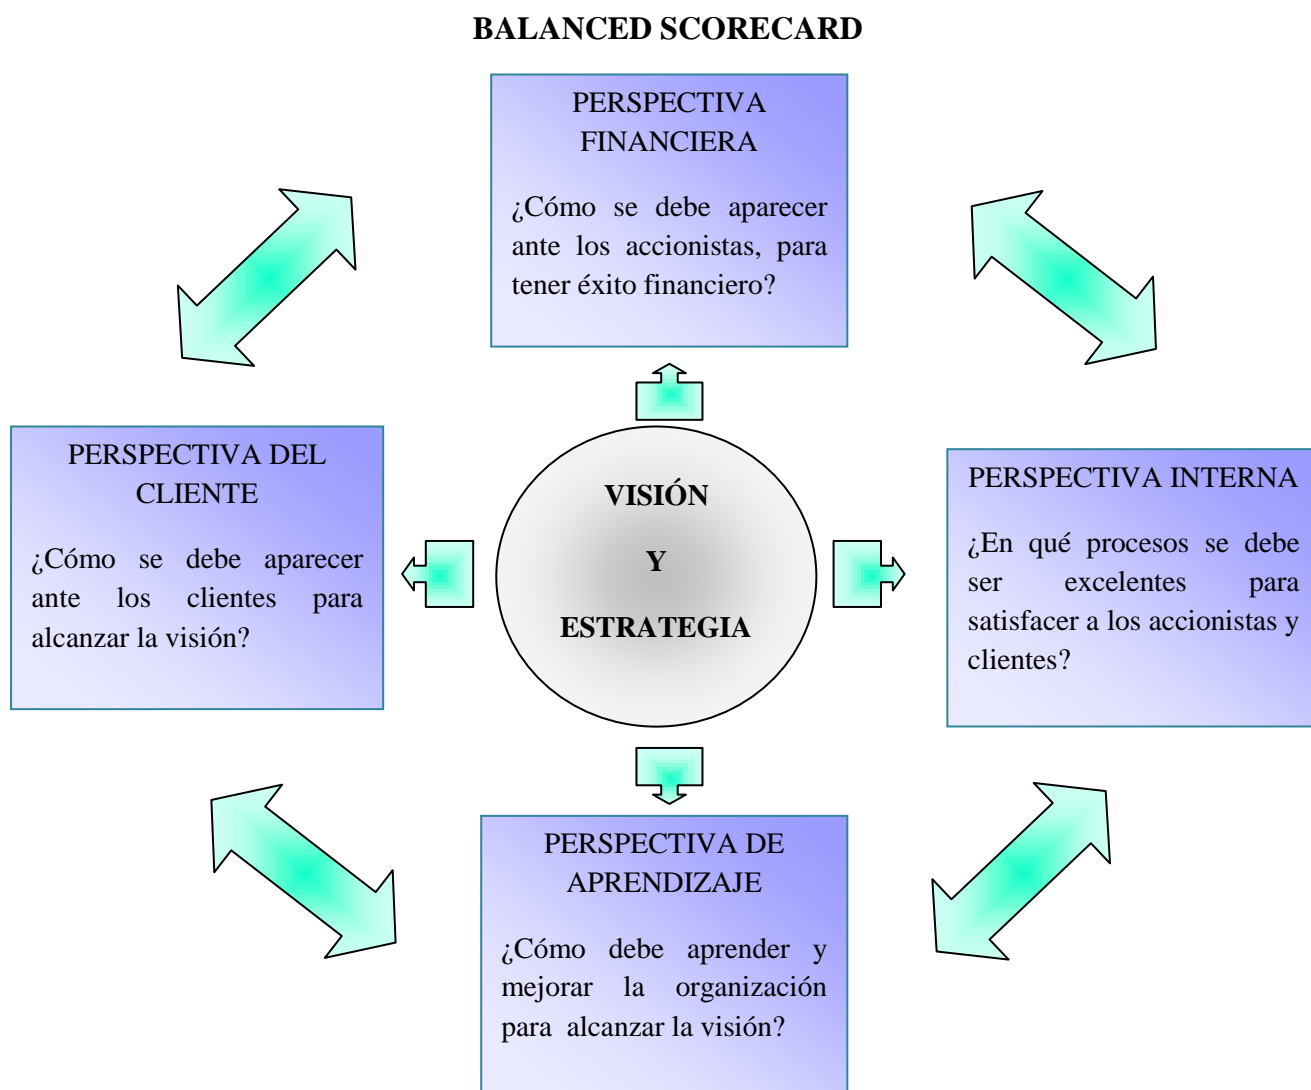 BALANCED SCORECARD
PERSPECTIVA
FINANCIERA
¿Cómo se debe aparecer
ante los accionistas, para
tener éxito financiero?
PERSPECTIVA DEL
CLIENTE
¿Cómo se debe aparecer
ante los clientes para
alcanzar la visión?
VISIÓN
Y
ESTRATEGIA
PERSPECTIVA INTERNA
¿En qué procesos se debe
ser excelentes para
satisfacer a los accionistas y
clientes?
PERSPECTIVA DE
APRENDIZAJE
¿Cómo debe aprender y
mejorar la organización
para alcanzar la visión?